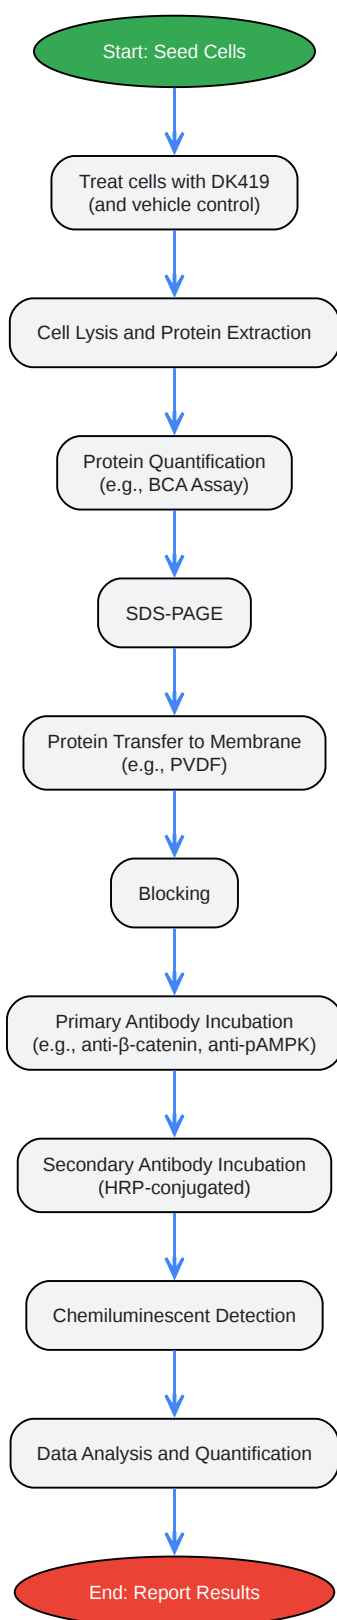 Start: Seed Cells
Treat cells with DK419
(and vehicle control)
Cell Lysis and Protein Extraction
Protein Quantification
(e.g., BCA Assay)
SDS-PAGE
Protein Transfer to Membrane
(e.g., PVDF)
Blocking
Primary Antibody Incubation
(e.g., anti-β-catenin, anti-pAMPK)
Secondary Antibody Incubation
(HRP-conjugated)
Chemiluminescent Detection
Data Analysis and Quantification
End: Report Results